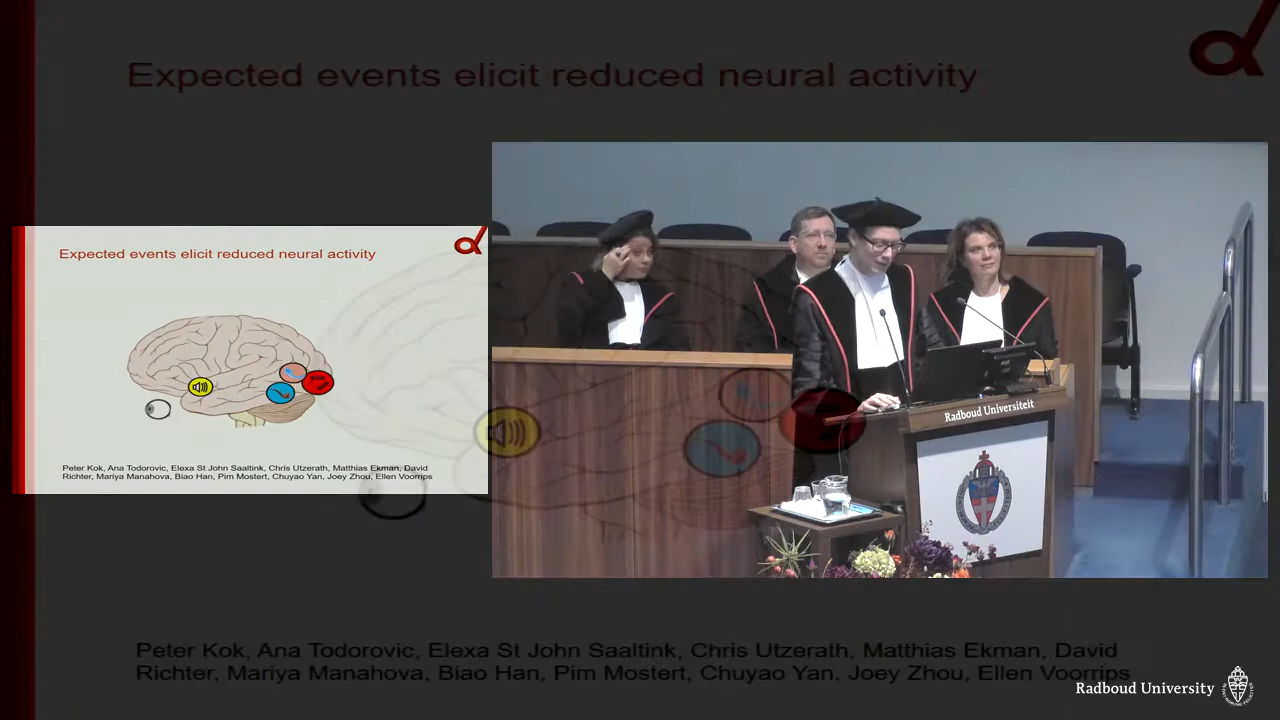 Expected events elicit reduced neural activity
Expected events elicit reduced neural activity
Peter Kok, Ana Todorovic, Elexa St John Saaltink, Chris Utzerath, Matthias Ekman, David
Richter, Mariya Manahova, Biao Han, Pim Mostert, Chuyao Yan, Joey Zhou, Ellen Voorrips
Radboud Universiteit
Peter Kok, Ana Todorovic, Elexa St John Saaltink, Chris Utzerath, Matthias Ekman, David
Richter, Mariya Manahova, Biao Han, Pim Mostert, Chuyao Yan, Joey Zhou, Ellen Voorrips
Radboud University